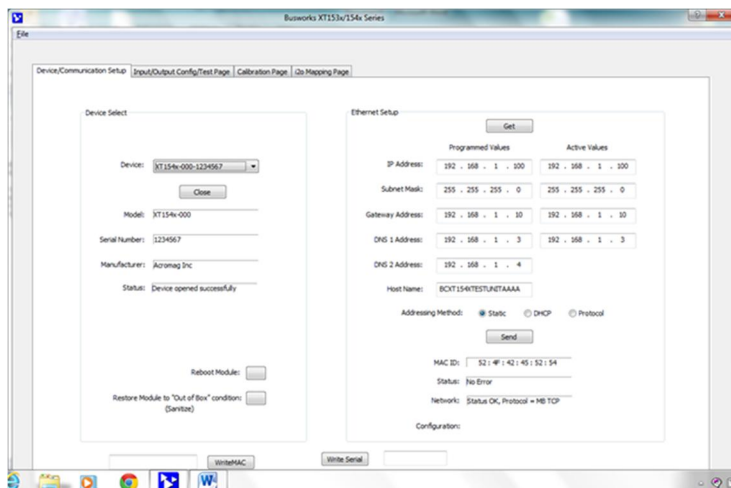 Busworks XT153x/154x Series
File
Device/Communication Setup Input/Output Config/Test Page Calibration Page i2o Mapping Page
Device Select
Device: XT154x-000-1234567
Close
Model: XT154x-000
Serial Number: 1234567
Manufacturer: Acromag Inc
Status: Device opened successfully
Reboot Module:
Restore Module to "Out of Box" condition:
(Sanitize)
WriteMAC
Ethernet Setup
Get
Programmed Values Active Values
IP Address: 192 . 168 . 1 . 100 192 . 168 . 1 . 100
Subnet Mask: 255 . 255 . 255 . 0 255 . 255 . 255 . 0
Gateway Address: 192 . 168 . 1 . 10 192 . 168 . 1 . 10
DNS 1 Address: 192 . 168 . 1 . 3 192 . 168 . 1 . 3
DNS 2 Address: 192 . 168 . 1 . 4
Host Name: BCXT154XTESTUNITAAAA
Addressing Method: Static DHCP Protocol
Send
MAC ID: 52 : 4F : 42 : 45 : 52 : 54
Status: No Error
Network: Status OK, Protocol = MB TCP
Configuration:
Write Serial